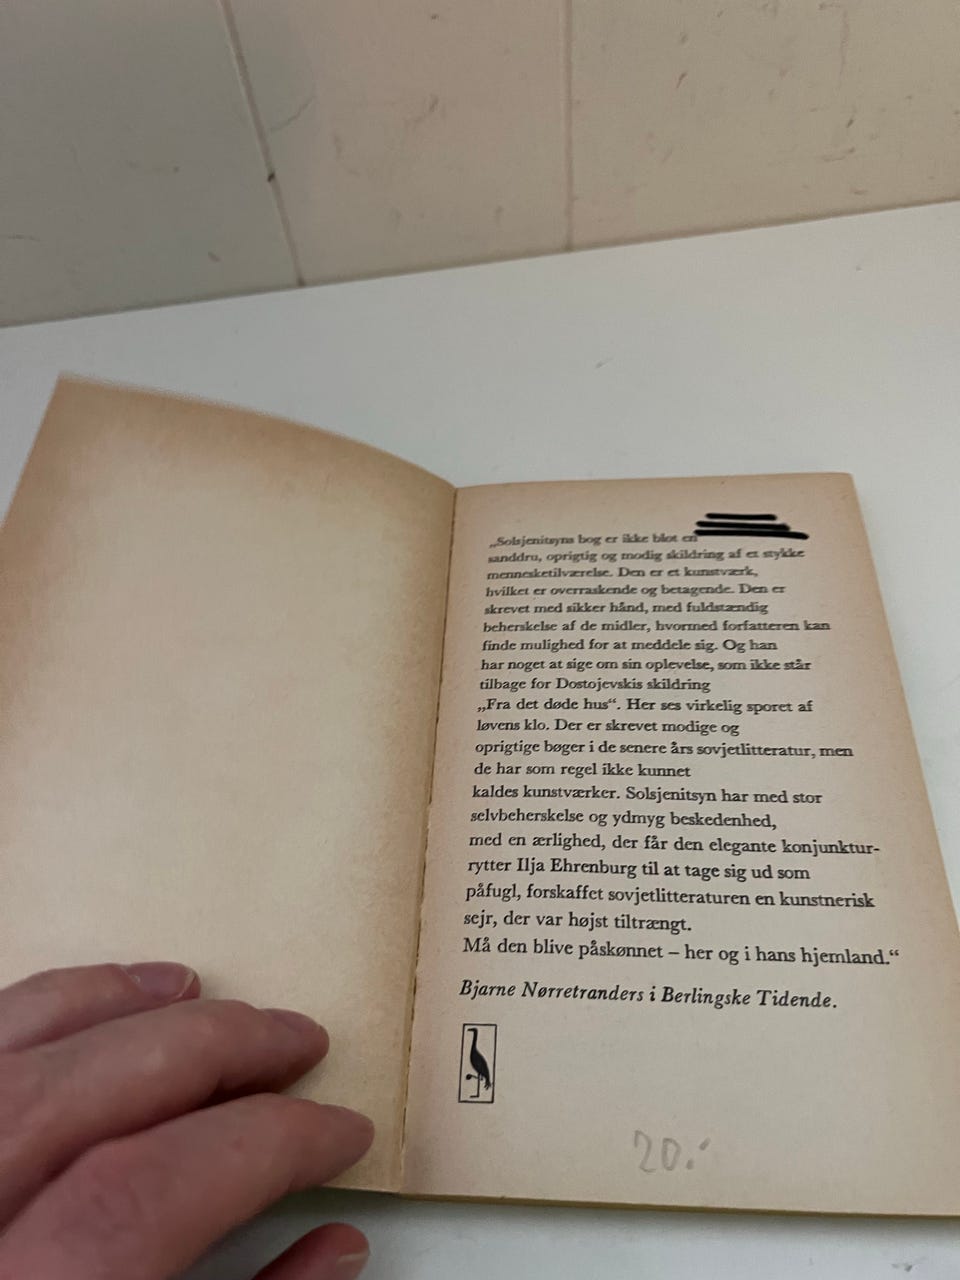 „Solsjenitsyns bog er ikke blot en
sanddru, oprigtig og modig skildring af et stykke
mennesketilværelse. Den er et kunstværk,
hvilket er overraskende og betagende. Den er
skrevet med sikker hånd, med fuldstændig
beherskelse af de midler, hvormed forfatteren kan
finde mulighed for at meddele sig. Og han
har noget at sige om sin oplevelse, som ikke står
tilbage for Dostojevskis skildring
„Fra det døde hus“. Her ses virkelig sporet af
løvens klo. Der er skrevet modige og
oprigtige bøger i de senere års sovjetlitteratur, men
de har som regel ikke kunnet
kaldes kunstværker. Solsjenitsyn har med stor
selvbeherskelse og ydmyg beskedenhed,
med en ærlighed, der får den elegante konjunktur-
rytter Ilja Ehrenburg til at tage sig ud som
påfugl, forskaffet sovjetlitteraturen en kunstnerisk
sejr, der var højst tiltrængt.
Må den blive påskønnet – her og i hans hjemland.“
Bjarne Nørretranders i Berlingske Tidende.
20.-